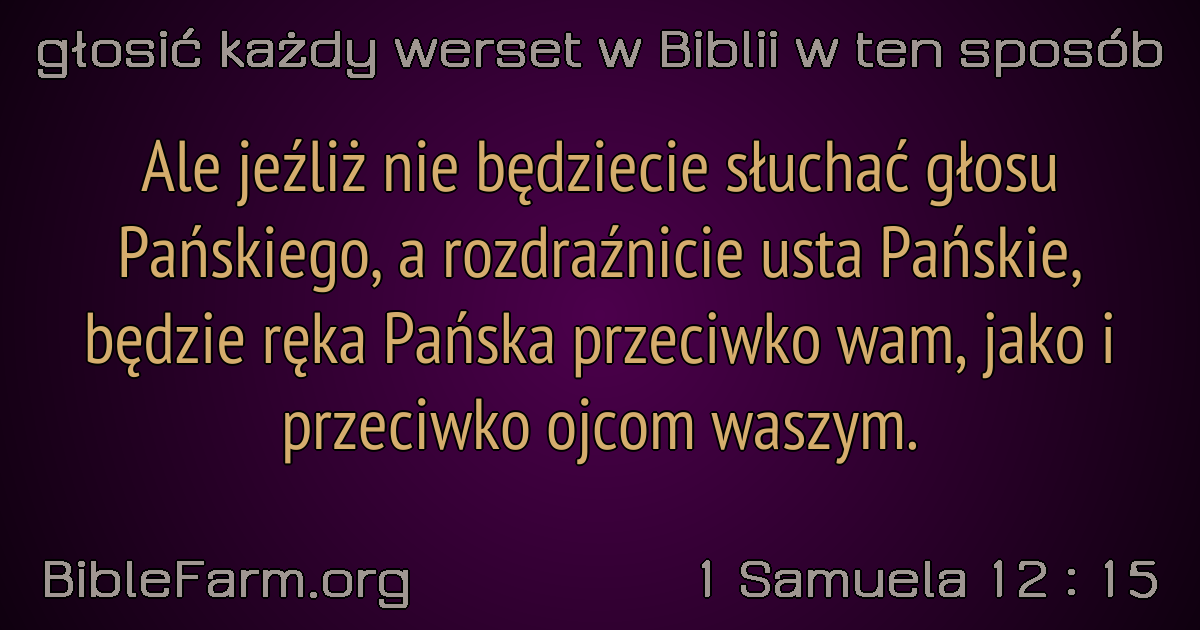 głosić każdy werset w Biblii w ten sposób
Ale jeźliż nie będziecie słuchać głosu
Pańskiego, a rozdraźnicie usta Pańskie,
będzie ręka Pańska przeciwko wam, jako i
przeciwko ojcom waszym.
BibleFarm.org
1 Samuela 12 : 15